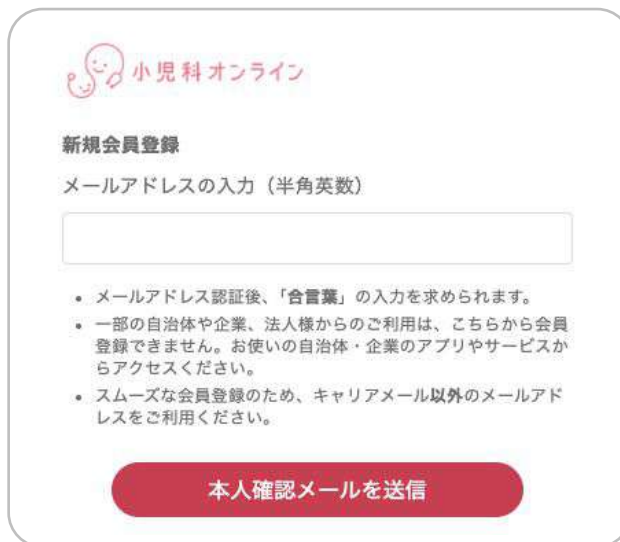 小児科オンライン
新規会員登録
メールアドレスの入力（半角英数）
• メールアドレス認証後、「合言葉」の入力を求められます。
• 一部の自治体や企業、法人様からのご利用は、こちらから会員
登録できません。お使いの自治体・企業のアプリやサービスか
らアクセスください。
• スムーズな会員登録のため、キャリアメール以外のメールアド
レスをご利用ください。
本人確認メールを送信